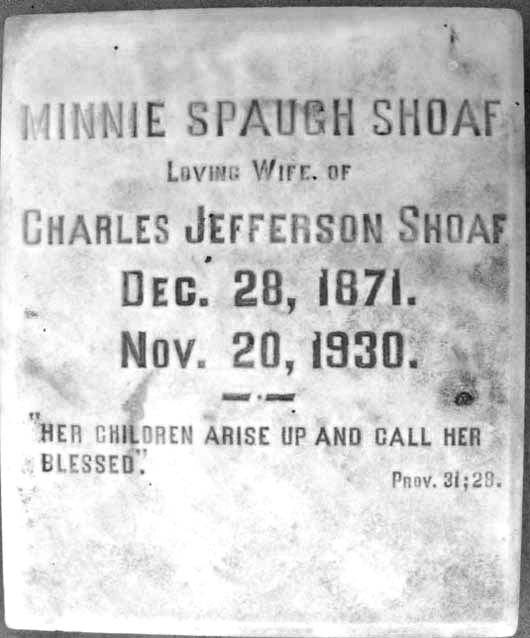 MINNIE SPAUGH SHOAF
LOVING WIFE. OF
CHARLES JEFFERSON SHOAF
DEC. 28, 1871.
NOV. 20, 1930.
"HER CHILDREN ARISE UP AND CALL HER
BLESSED".
PROV. 31;28.